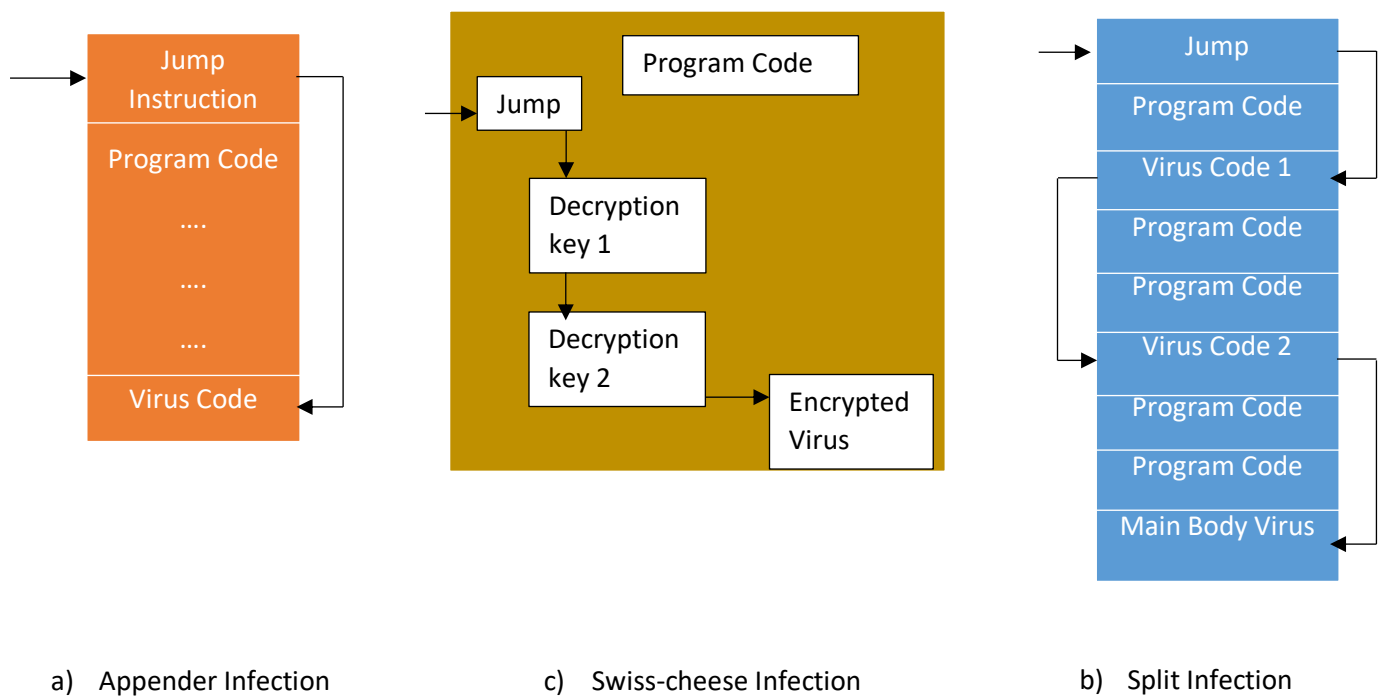 Jump
Instruction
Program Code
....
....
....
Virus Code
Program Code
Jump
Decryption
key 1
Decryption
key 2
Encrypted
Virus
Jump
Program Code
Virus Code 1
Program Code
Program Code
Virus Code 2
Program Code
Program Code
Main Body Virus
a) Appender Infection
c) Swiss-cheese Infection
b) Split Infection